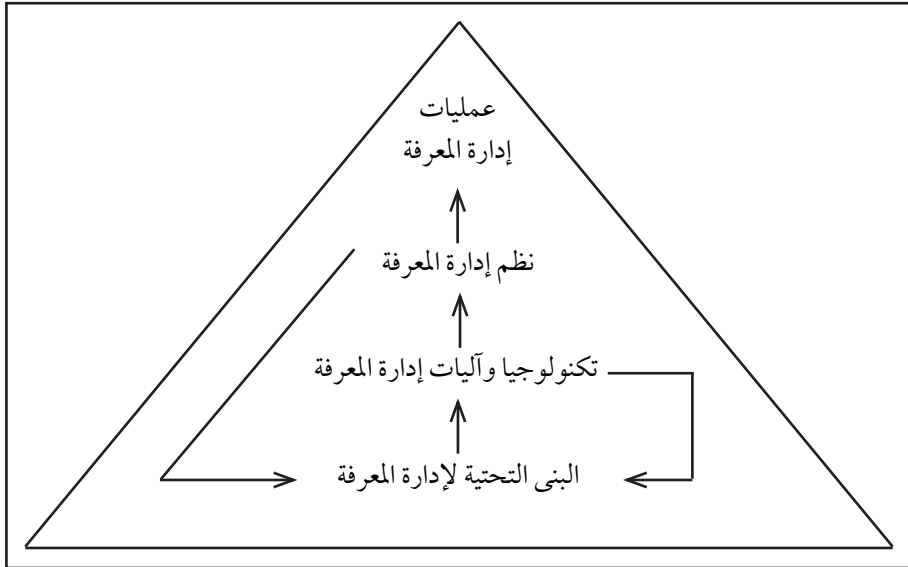 عمليات
إدارة المعرفة
نظم إدارة المعرفة
تكنولوجيا وآليات إدارة المعرفة
البنى التحتية لإدارة المعرفة